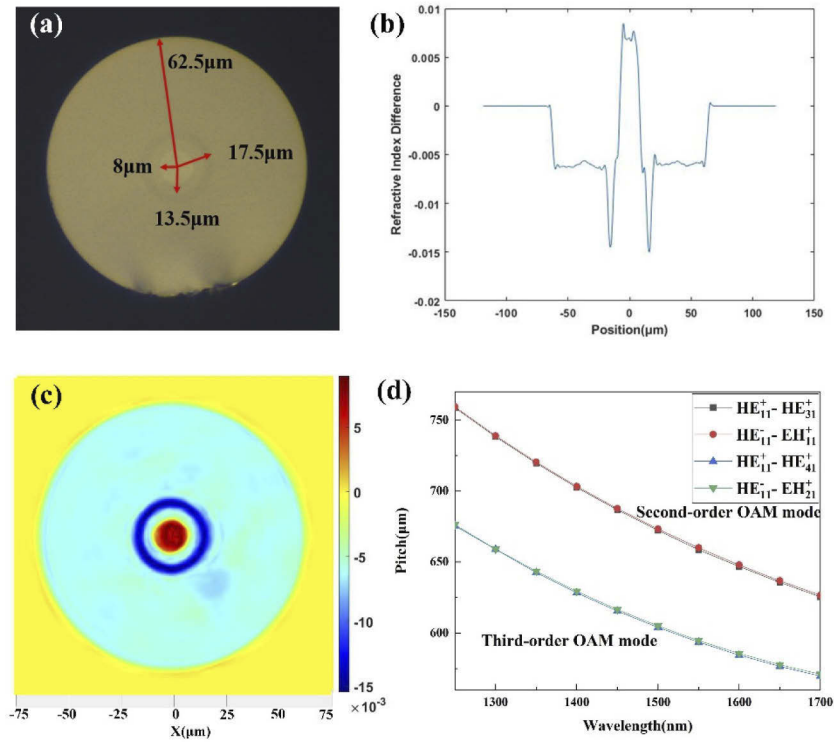 (a)
62.5μm
17.5μm
8μm
13.5μm
(b)
0.01
0.005
0
-0.005
-0.01
-0.015
-0.02
Refractive Index Difference
-150
-100
-50
0
50
100
150
Position(μm)
(c)
5
0
-5
-10
-15
×10⁻³
-75
-50
-25
0
25
75
X(μm)
(d)
HE⁺₁₁- HE⁺₃₁
HE⁻₁₁- EH⁺₁₁
HE⁺₁₁- HE⁺₄₁
HE⁻₁₁- EH⁺₂₁
750
700
650
600
Pitch(μm)
Second-order OAM mode
Third-order OAM mode
1300
1400
1500
1600
1700
Wavelength(nm)